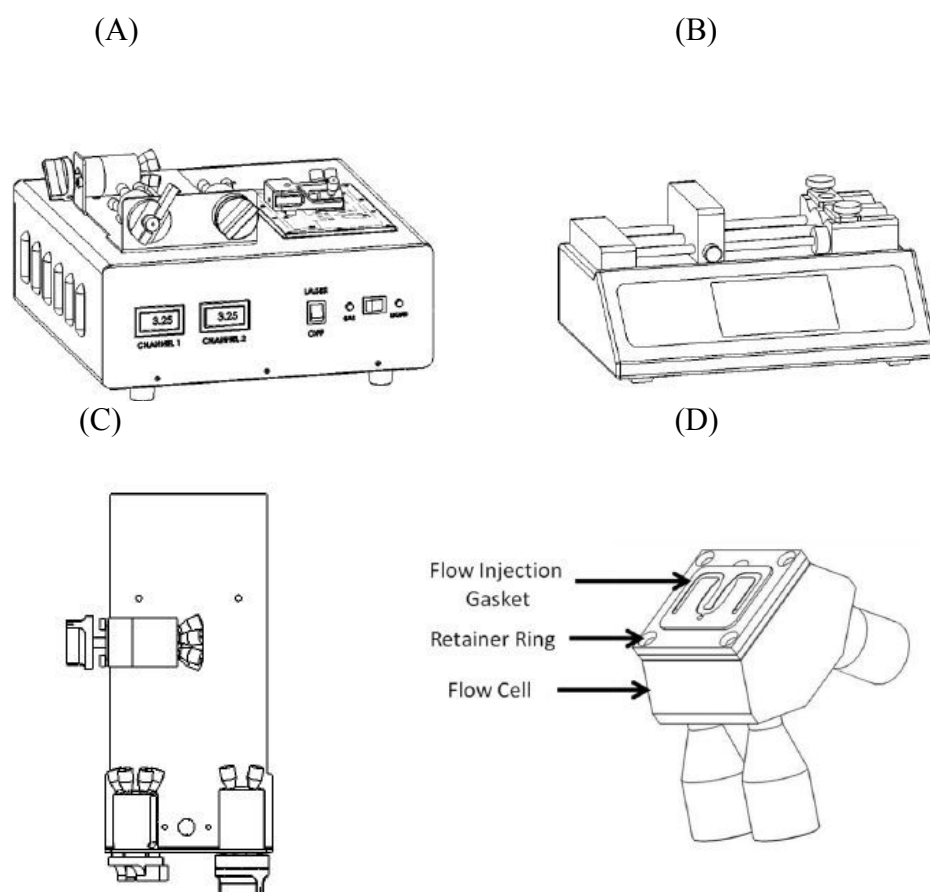 (A)
(B)
3.25
3.25
CHANNEL 1
CHANNEL 2
LASER
OFF
(C)
(D)
Flow Injection
Gasket
Retainer Ring
Flow Cell